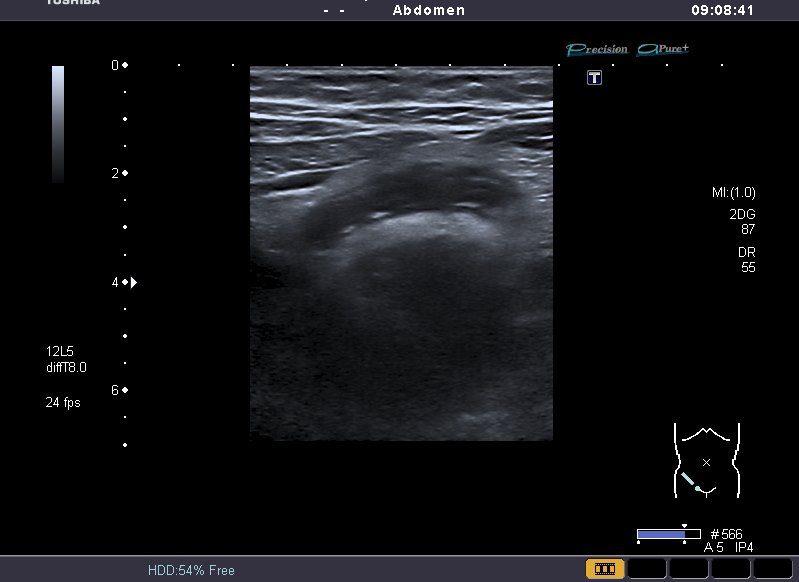 TOSHIBA
- - Abdomen 09:08:41
Precision APure+
T
0
2
4
6
MI:(1.0)
2DG
87
DR
55
12L5
diffT8.0
24 fps
#566
A 5 IP4
HDD:54% Free